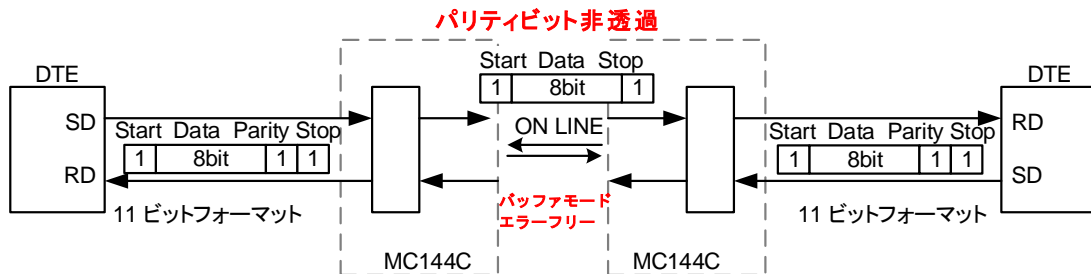 パリティビット非透過
Start Data Stop
1 8bit 1
DTE
SD
RD
Start Data Parity Stop
1 8bit 1 1
11 ビットフォーマット
ON LINE
バッファモード
エラーフリー
MC144C
MC144C
DTE
RD
SD
Start Data Parity Stop
1 8bit 1 1
11 ビットフォーマット